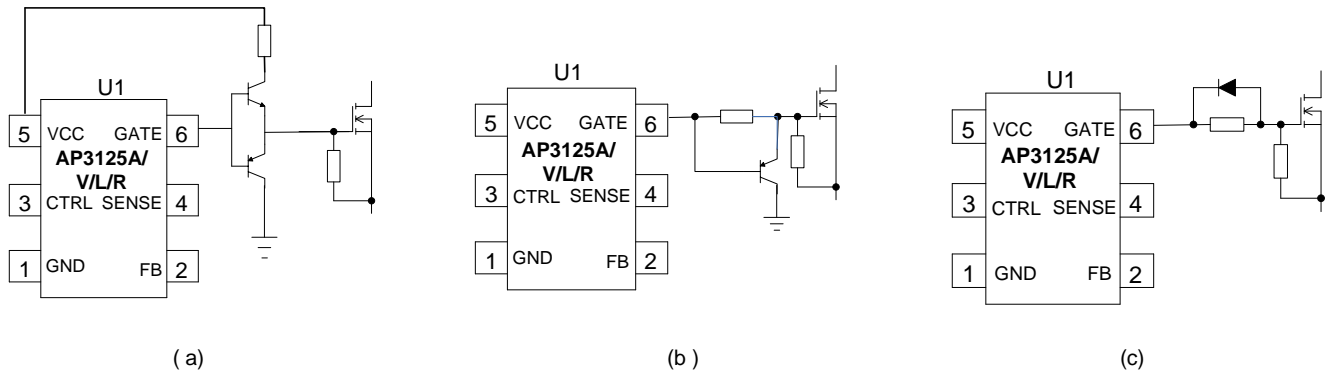 U1
5 VCC GATE 6
AP3125A/
V/L/R
3 CTRL SENSE 4
1 GND FB 2
( a)
U1
5 VCC GATE 6
AP3125A/
V/L/R
3 CTRL SENSE 4
1 GND FB 2
(b )
U1
5 VCC GATE 6
AP3125A/
V/L/R
3 CTRL SENSE 4
1 GND FB 2
(c)